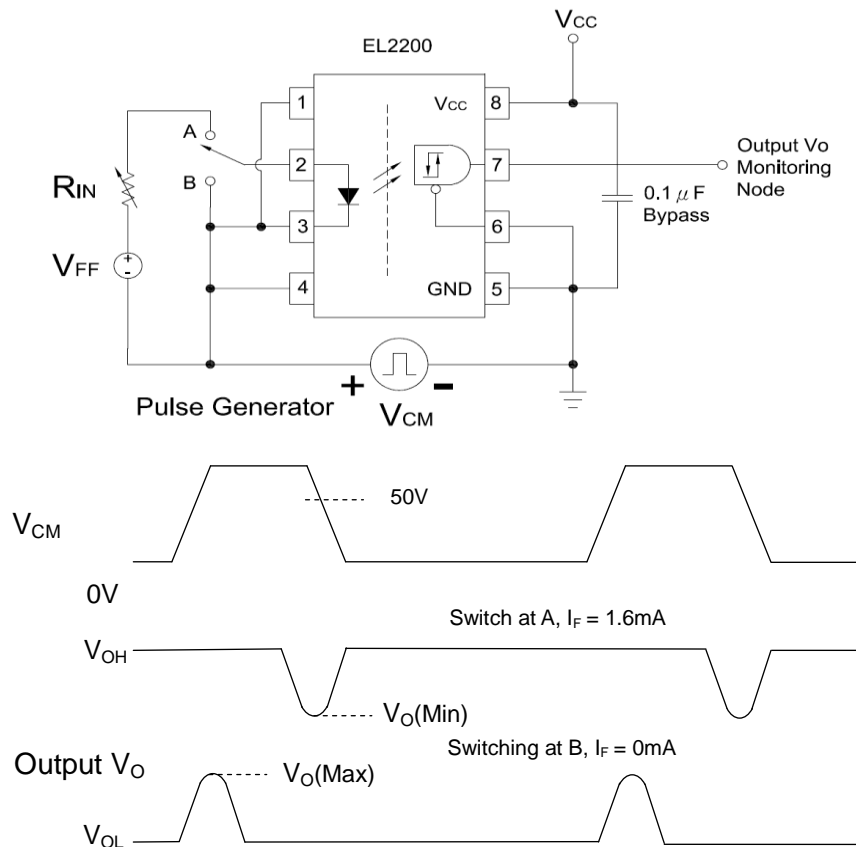 VCC
EL2200
1
VCC
8
A
2
7
Output Vo
Monitoring
Node
B
RIN
0.1 μF
Bypass
3
6
VFF
+
-
4
GND
5
+
-
Pulse Generator
VCM
50V
VCM
0V
Switch at A, IF = 1.6mA
VOH
VO(Min)
Switching at B, IF = 0mA
Output VO
VO(Max)
VOL